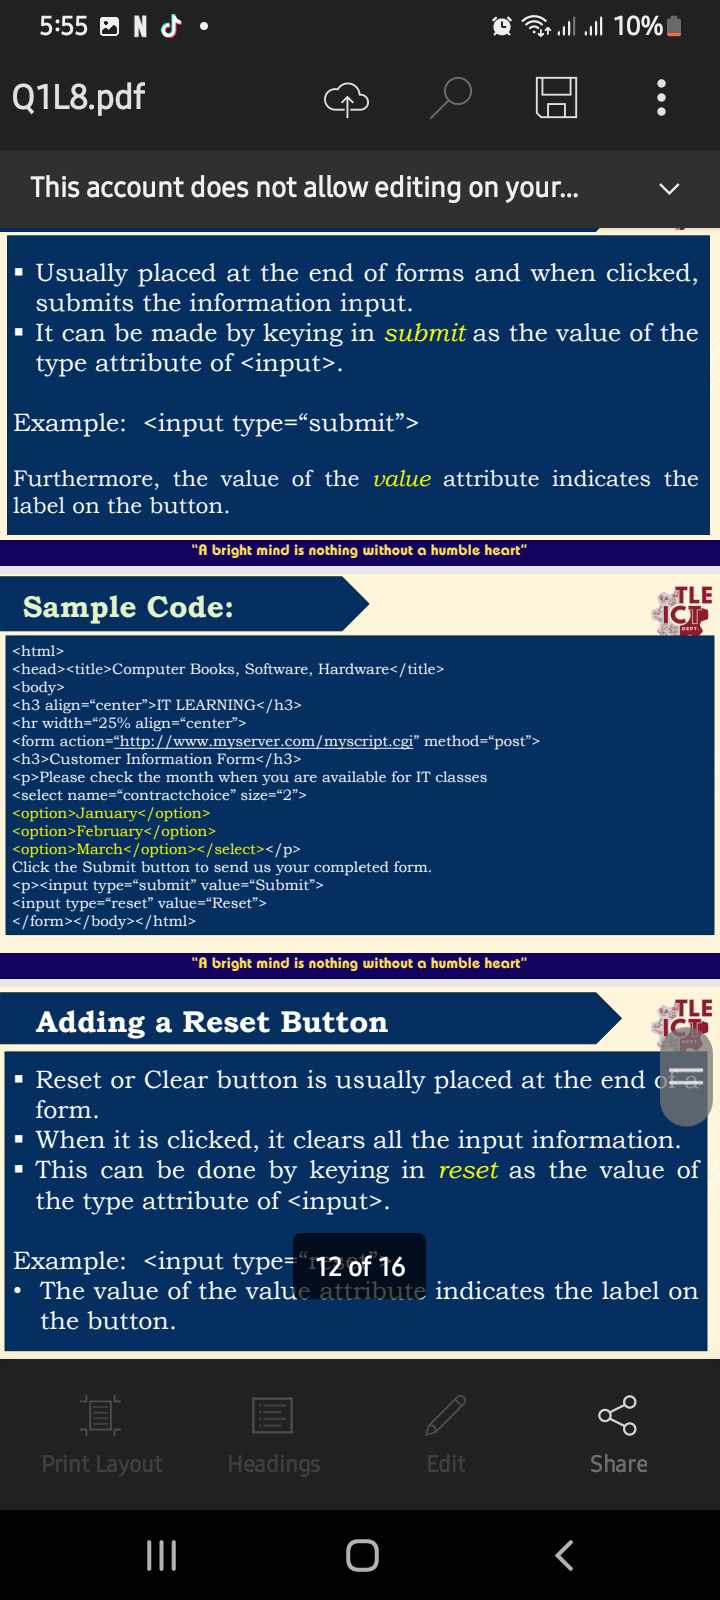 5:55 N 10%
Q1L8.pdf
This account does not allow editing on your...
▪ Usually placed at the end of forms and when clicked,
submits the information input.
▪ It can be made by keying in submit as the value of the
type attribute of <input>.
Example: <input type=“submit”>
Furthermore, the value of the value attribute indicates the
label on the button.
"A bright mind is nothing without a humble heart"
Sample Code:
TLE
ICT
DEPT.
<html>
<head><title>Computer Books, Software, Hardware</title>
<body>
<h3 align=“center”>IT LEARNING</h3>
<hr width=“25% align=“center”>
<form action=“http://www.myserver.com/myscript.cgi” method=“post”>
<h3>Customer Information Form</h3>
<p>Please check the month when you are available for IT classes
<select name=“contractchoice” size=“2”>
<option>January</option>
<option>February</option>
<option>March</option></select></p>
Click the Submit button to send us your completed form.
<p><input type=“submit” value=“Submit”>
<input type=“reset” value=“Reset”>
</form></body></html>
"A bright mind is nothing without a humble heart"
Adding a Reset Button
TLE
ICT
▪ Reset or Clear button is usually placed at the end of a
form.
▪ When it is clicked, it clears all the input information.
▪ This can be done by keying in reset as the value of
the type attribute of <input>.
Example: <input type=“reset”>
12 of 16
• The value of the value attribute indicates the label on
the button.
Print Layout
Headings
Edit
Share